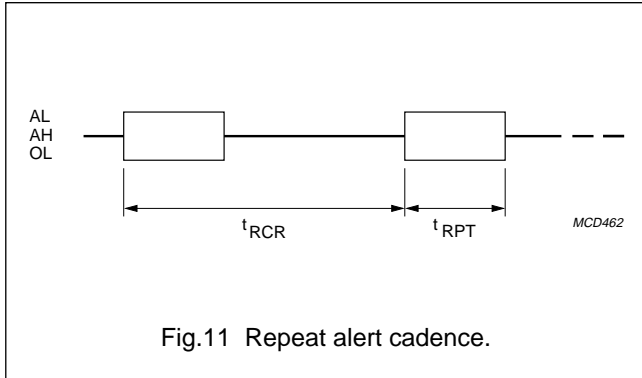 AL
AH
OL
tRCR
tRPT
MCD462
Fig.11 Repeat alert cadence.